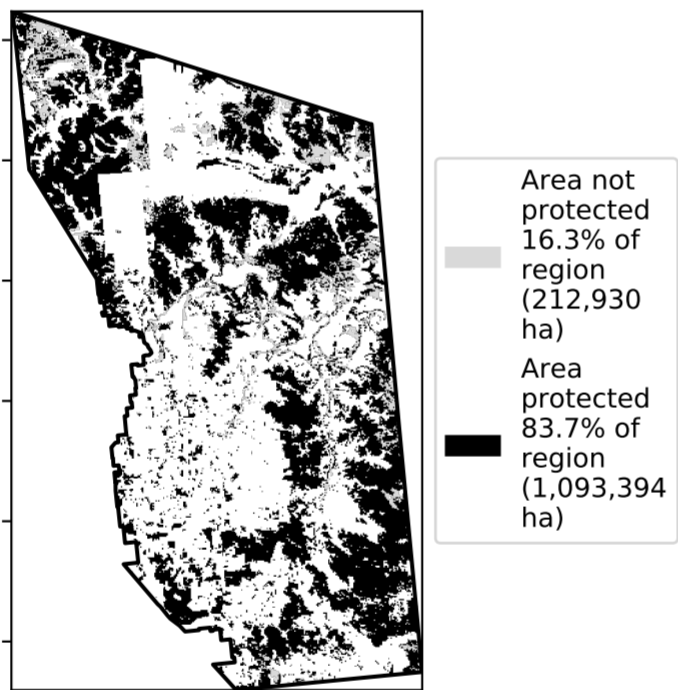 Area not
protected
16.3% of
region
(212,930
ha)
Area
protected
83.7% of
region
(1,093,394
ha)